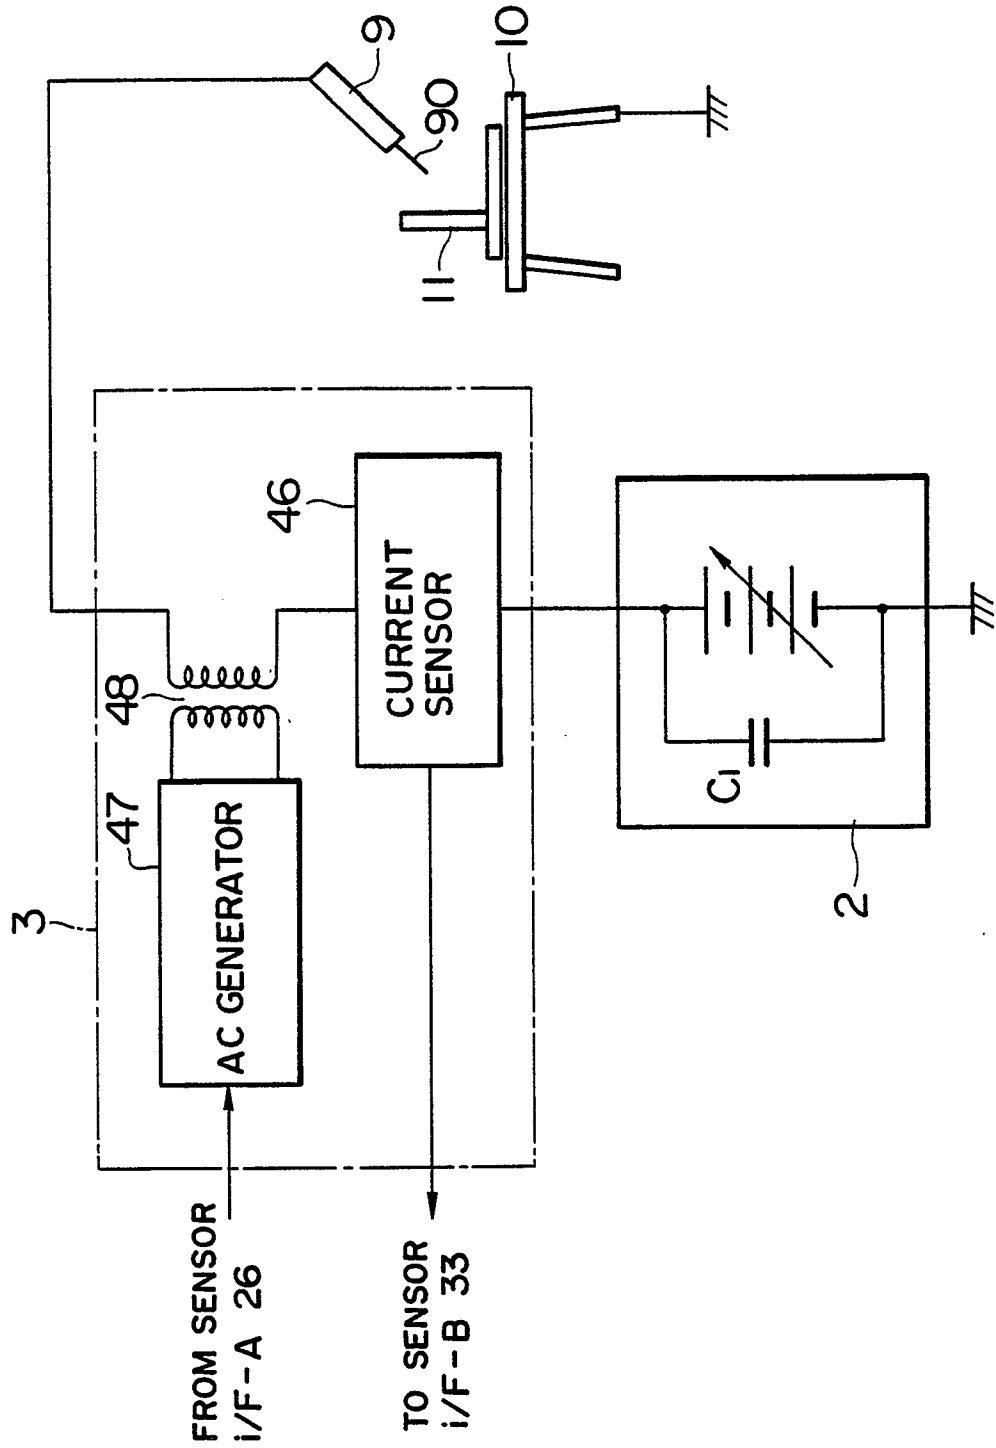 3
47
48
AC GENERATOR
FROM SENSOR
i/F-A 26
46
CURRENT
SENSOR
TO SENSOR
i/F-B 33
9
90
11
10
C1
2